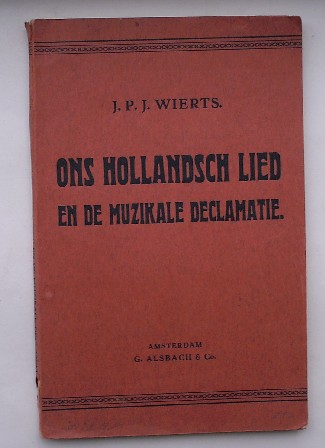 J. P. J. WIERTS.
ONS HOLLANDSCH LIED
EN DE MUZIKALE DECLAMATIE.
AMSTERDAM
G. ALSBACH & Co.